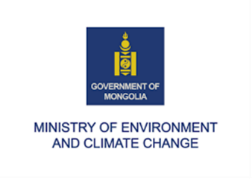 GOVERNMENT OF
MONGOLIA
MINISTRY OF ENVIRONMENT
AND CLIMATE CHANGE